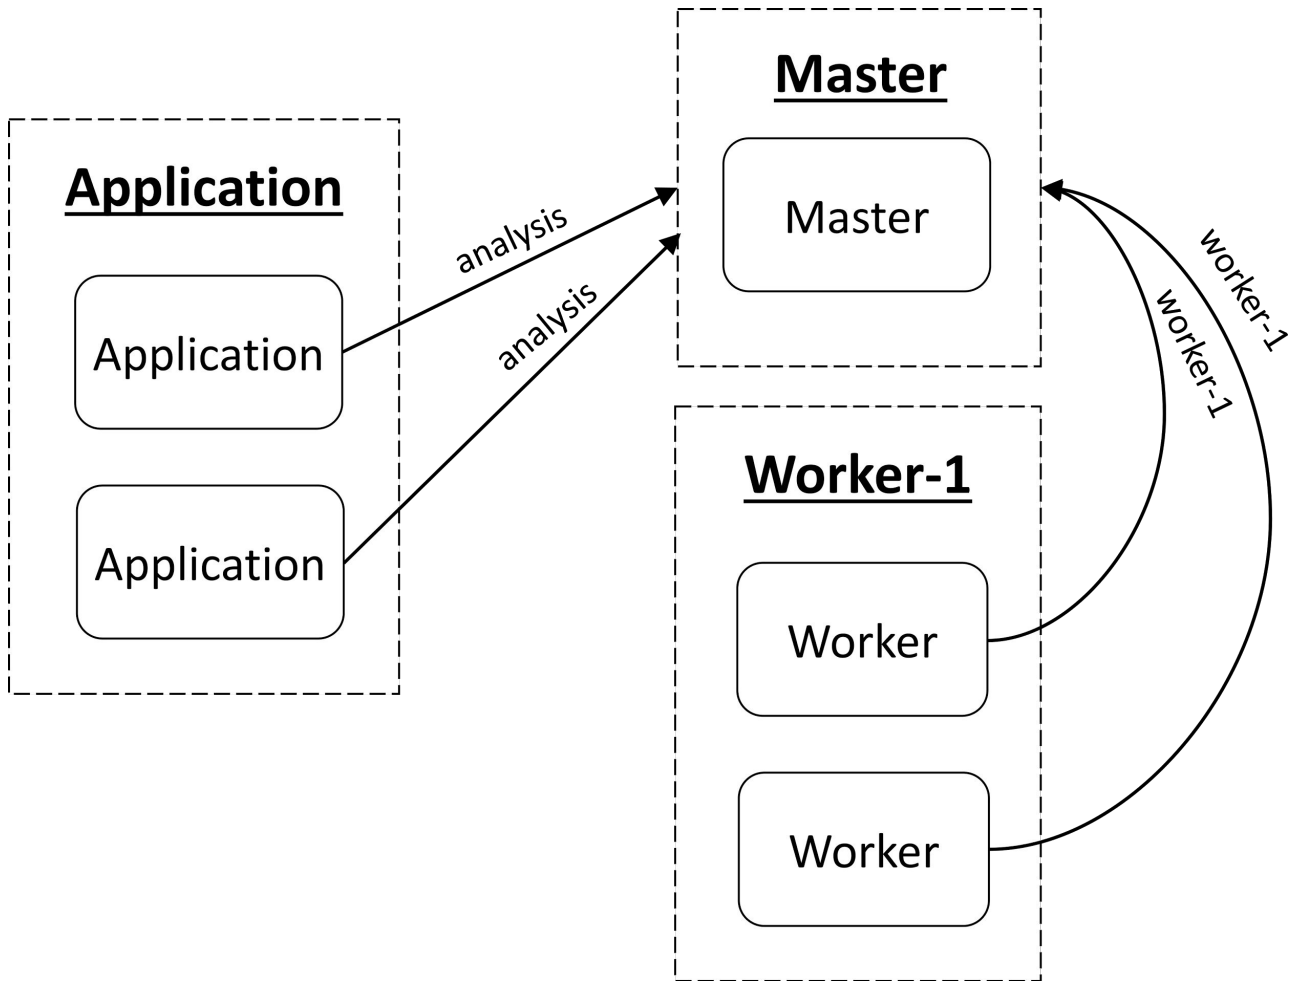 Application
Application
Application
analysis
analysis
Master
Master
Worker-1
Worker
Worker
worker-1
worker-1